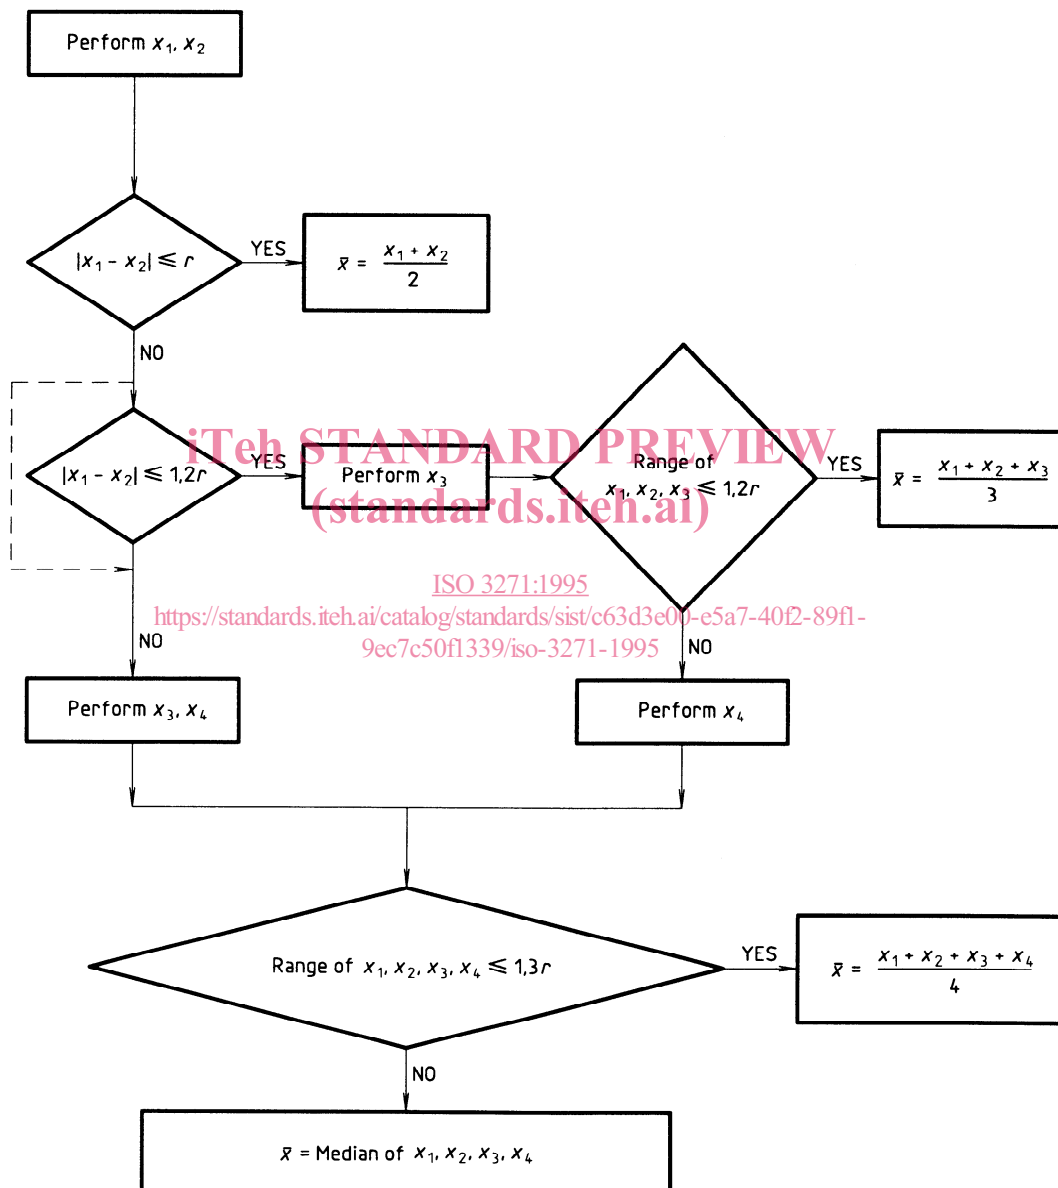 Perform x₁, x₂
|x₁ - x₂| ≤ r
YES
x̄ = (x₁ + x₂)/2
NO
|x₁ - x₂| ≤ 1,2r
YES
Perform x₃
Range of
x₁, x₂, x₃ ≤ 1,2r
YES
x̄ = (x₁ + x₂ + x₃)/3
iTeh STANDARD PREVIEW
(standards.iteh.ai)
ISO 3271:1995
https://standards.iteh.ai/catalog/standards/sist/c63d3e00-e5a7-40f2-89f1-
9ec7c50f1339/iso-3271-1995
NO
NO
Perform x₃, x₄
Perform x₄
Range of x₁, x₂, x₃, x₄ ≤ 1,3r
YES
x̄ = (x₁ + x₂ + x₃ + x₄)/4
NO
x̄ = Median of x₁, x₂, x₃, x₄